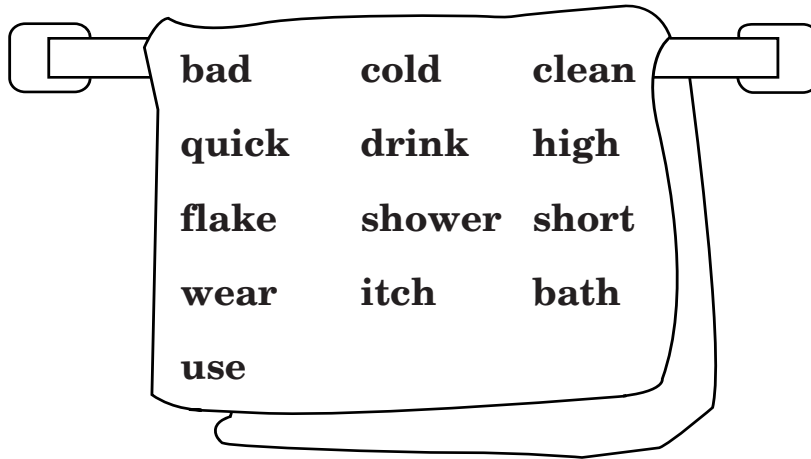 bad cold clean
quick drink high
flake shower short
wear itch bath
use